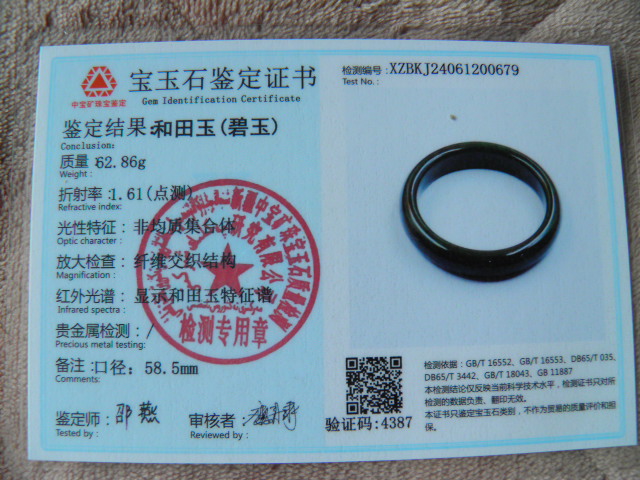 中宝矿珠宝鉴定
宝玉石鉴定证书
Gem Identification Certificate
检测编号: XZBKJ24061200679
Test No.:
鉴定结果:和田玉(碧玉)
Conclusion:
质量:62.86g
Weight:
折射率:1.61(点测)
Refractive index:
光性特征: 非均质集合体
Optic character:
放大检查: 纤维交织结构
Magnification:
红外光谱: 显示和田玉特征谱
Infrared spectra:
贵金属检测: /
Precious metal testing:
备注:口径: 58.5mm
Comments:
鉴定师:
Tested by:
审核者:
Reviewed by:
检测专用章
验证码:4387
检测依据: GB/T 16552、GB/T 16553、DB65/T 035、
DB65/T 3442、GB/T 18043、GB 11887
本检测结论仅反映当前科学技术水平，检测证书只对所
检测的数据负责、翻印无效。
本证书只鉴定宝玉石类别，不作为贸易的质量评价和担
保。